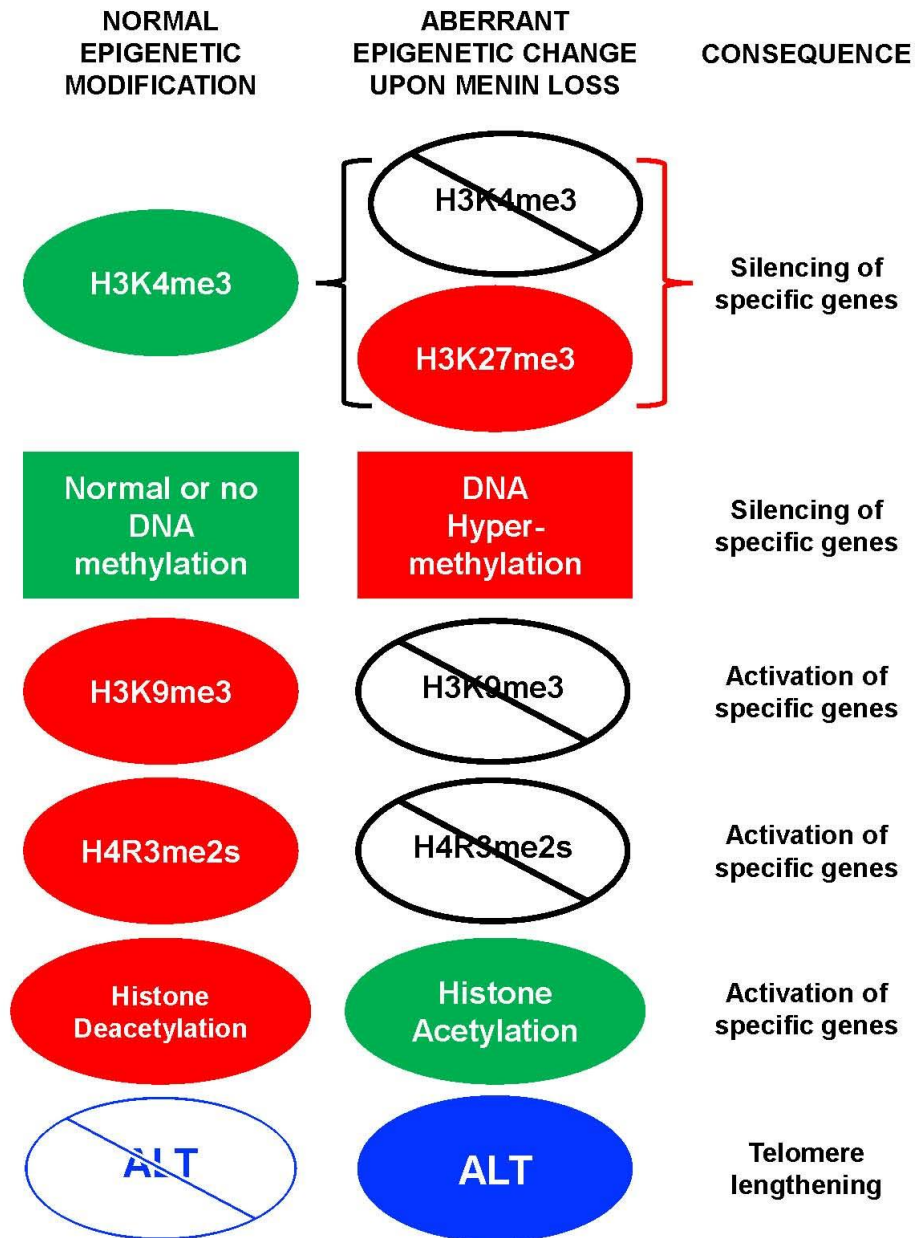 NORMAL
EPIGENETIC
MODIFICATION
ABERRANT
EPIGENETIC CHANGE
UPON MENIN LOSS
CONSEQUENCE
H3K4me3
H3K4me3
H3K27me3
Silencing of
specific genes
Normal or no
DNA
methylation
DNA
Hyper-
methylation
Silencing of
specific genes
H3K9me3
H3K9me3
Activation of
specific genes
H4R3me2s
H4R3me2s
Activation of
specific genes
Histone
Deacetylation
Histone
Acetylation
Activation of
specific genes
ALT
ALT
Telomere
lengthening